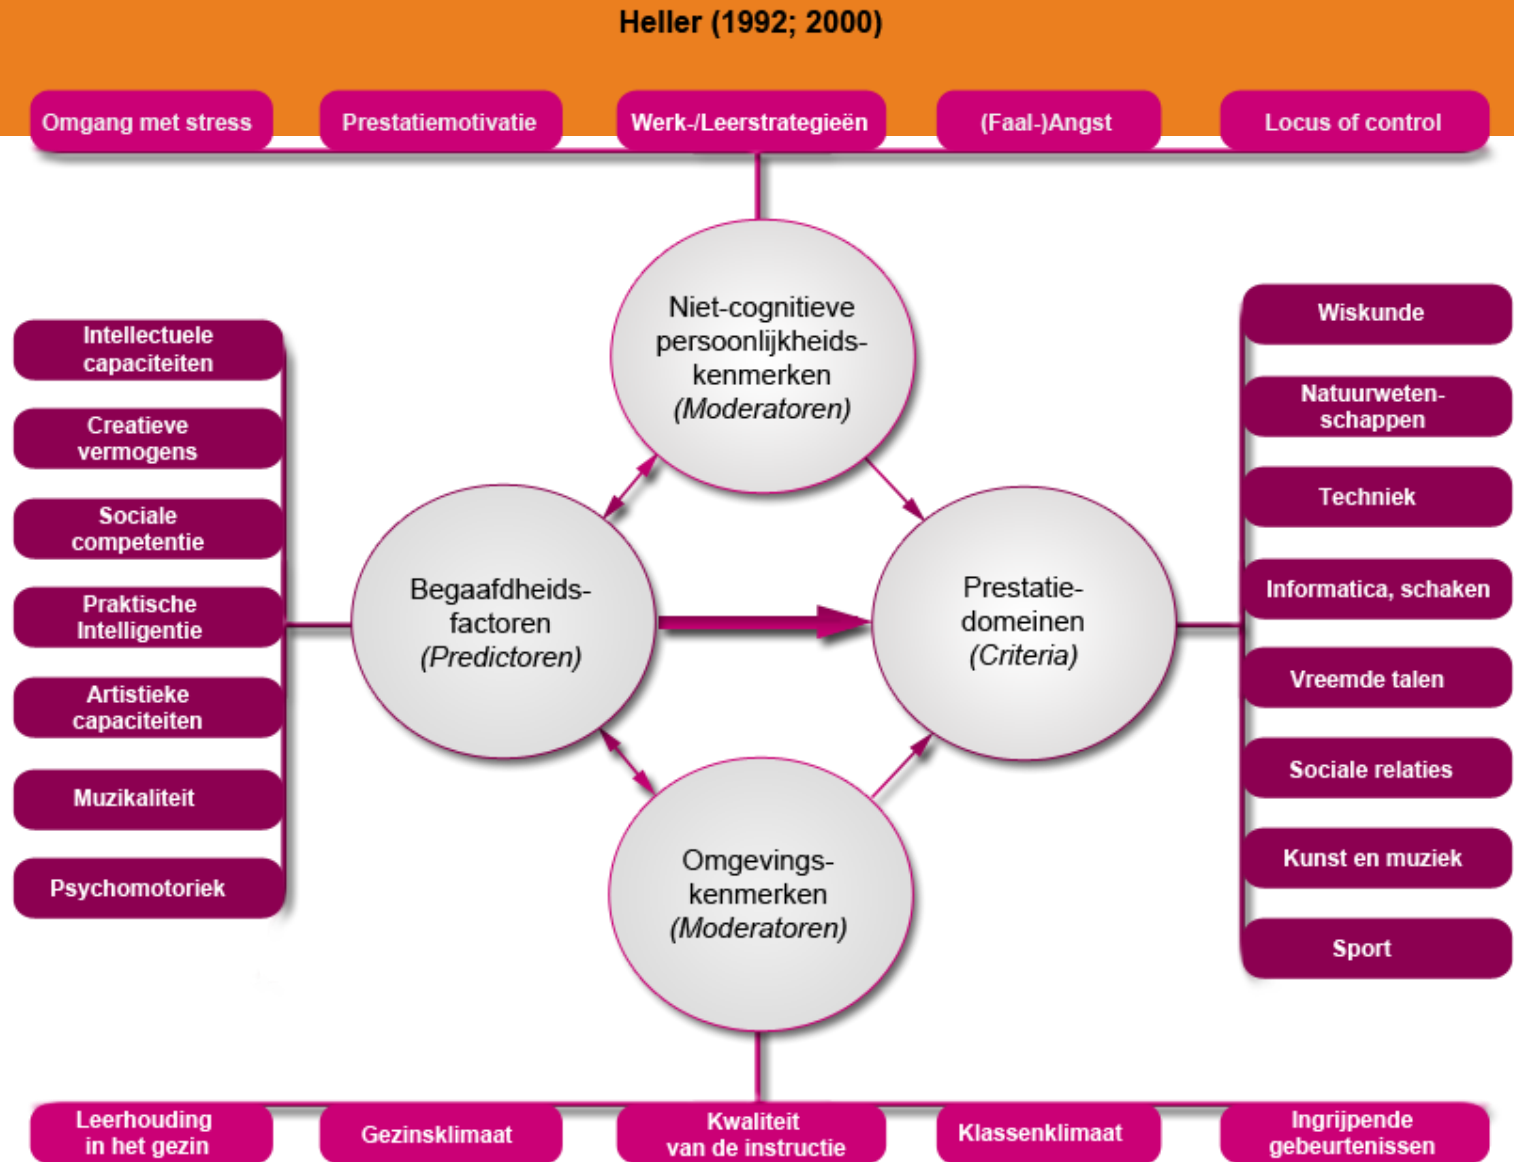 Heller (1992; 2000)
Omgang met stress
Prestatiemotivatie
Werk-/Leerstrategieën
(Faal-)Angst
Locus of control
Niet-cognitieve
persoonlijkheids-
kenmerken
(Moderatoren)
Intellectuele
capaciteiten
Creatieve
vermogens
Sociale
competentie
Praktische
Intelligentie
Artistieke
capaciteiten
Muzikaliteit
Psychomotoriek
Begaafdheids-
factoren
(Predictoren)
Prestatie-
domeinen
(Criteria)
Wiskunde
Natuurweten-
schappen
Techniek
Informatica, schaken
Vreemde talen
Sociale relaties
Kunst en muziek
Sport
Omgevings-
kenmerken
(Moderatoren)
Leerhouding
in het gezin
Gezinsklimaat
Kwaliteit
van de instructie
Klassenklimaat
Ingrijpende
gebeurtenissen